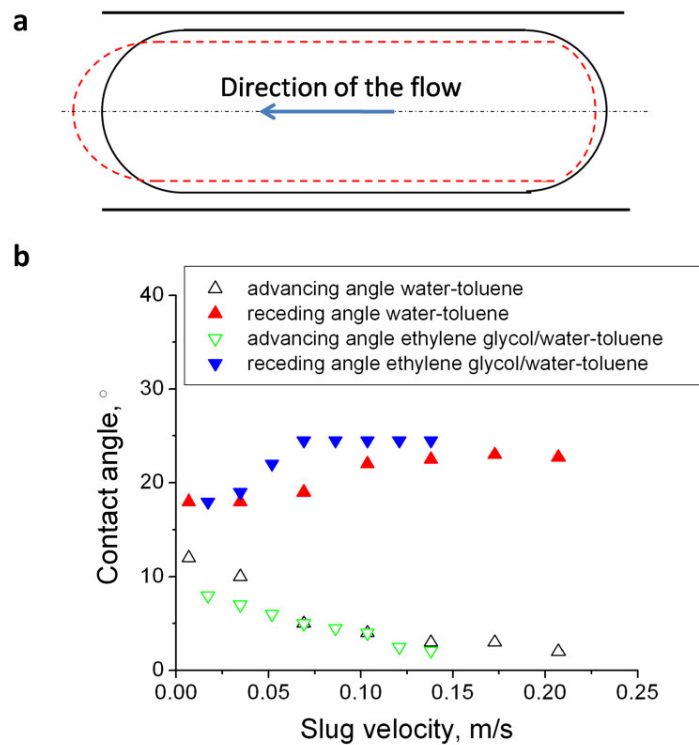 a
Direction of the flow
b
advancing angle water-toluene
receding angle water-toluene
advancing angle ethylene glycol/water-toluene
receding angle ethylene glycol/water-toluene
40
30
20
10
0
Contact angle, °
0.00 0.05 0.10 0.15 0.20 0.25
Slug velocity, m/s